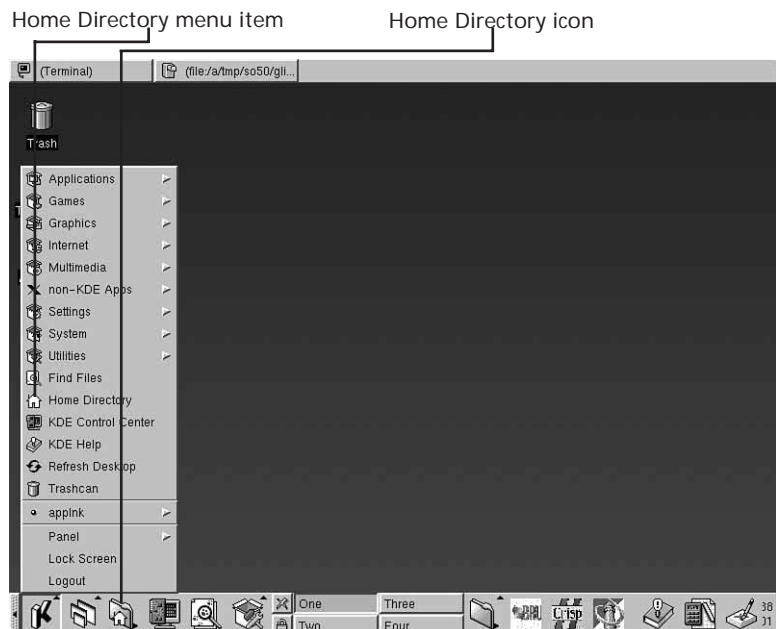 Home Directory menu item
Home Directory icon
(Terminal)
(file:/a/tmp/so50/gli...
Trash
Applications
Games
Graphics
Internet
Multimedia
non-KDE Apps
Settings
System
Utilities
Find Files
Home Directory
KDE Control Center
KDE Help
Refresh Desktop
Trashcan
applnk
Panel
Lock Screen
Logout
One
Three
Two
Four
Crisp